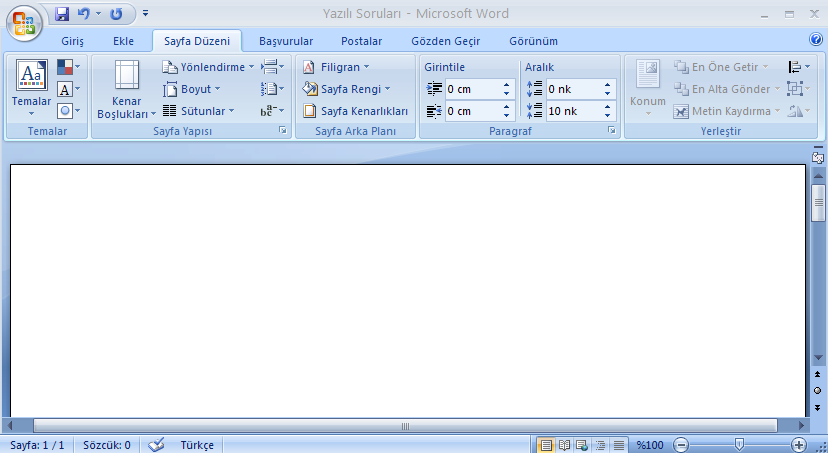 Yazılı Soruları - Microsoft Word
Giriş Ekle Sayfa Düzeni Başvurular Postalar Gözden Geçir Görünüm
Aa Temalar
A
Kenar Boşlukları
Yönlendirme
Boyut
Sütunlar
Filigran
Sayfa Rengi
Sayfa Kenarlıkları
Girintile
0 cm
0 cm
Aralık
0 nk
10 nk
Konum
En Öne Getir
En Alta Gönder
Metin Kaydırma
Temalar Sayfa Yapısı Sayfa Arka Planı Paragraf Yerleştir
Sayfa: 1 / 1 Sözcük: 0 Türkçe %100